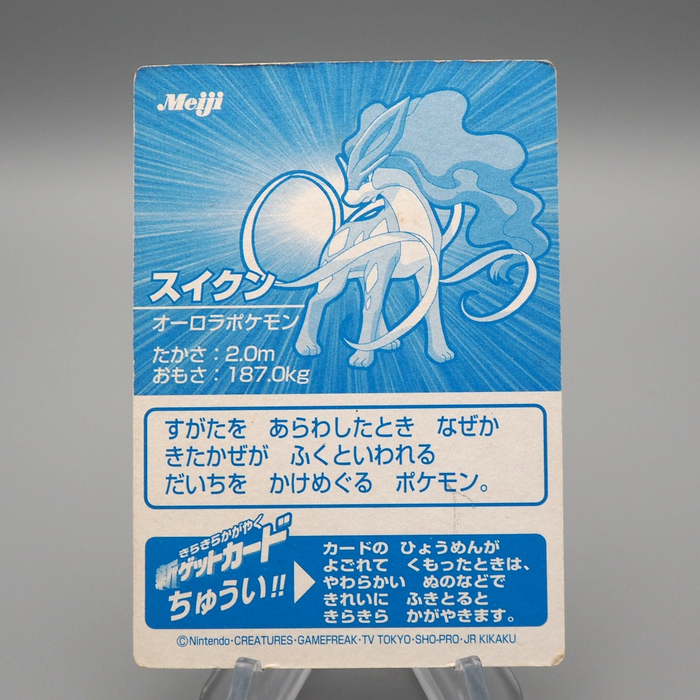 Meiji
スイクン
オーロラポケモン
たかさ：2.0m
おもさ：187.0kg
すがたを　あらわしたとき　なぜか
きたかぜが　ふくといわれる
だいちを　かけめぐる　ポケモン。
きらきらかがやく
新ゲットカード
ちゅうい!!
カードの　ひょうめんが
よごれて　くもったときは、
やわらかい　ぬのなどで
きれいに　ふきとると
きらきら　かがやきます。
©Nintendo・CREATURES・GAMEFREAK・TV TOKYO・SHO-PRO・JR KIKAKU